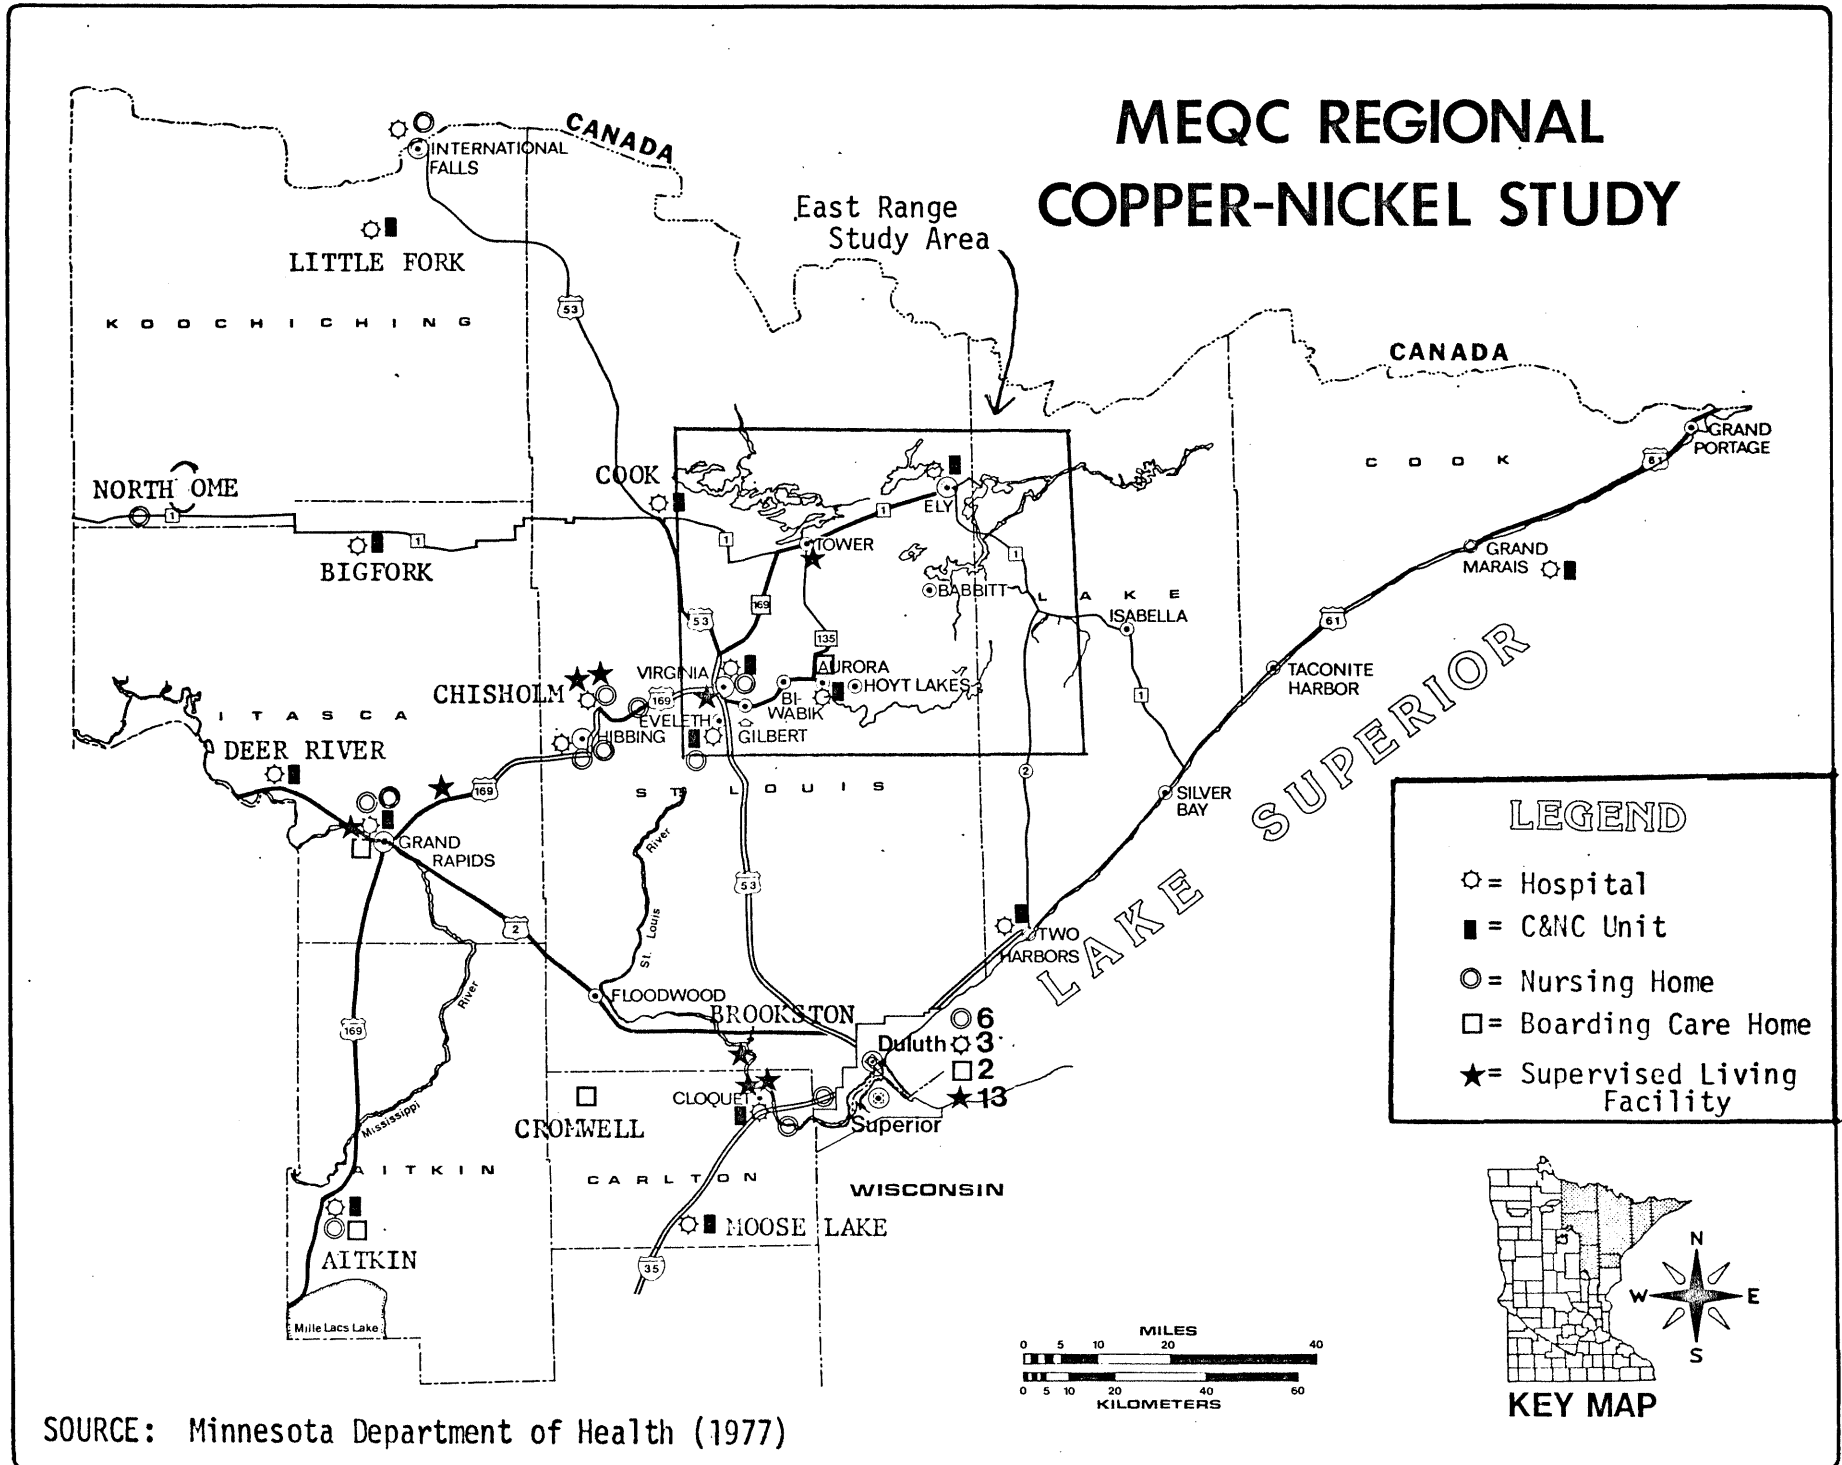 MEQC REGIONAL
COPPER-NICKEL STUDY
CANADA
INTERNATIONAL
FALLS
East Range
Study Area
LITTLE FORK
KOOCHICHING
53
CANADA
GRAND
PORTAGE
61
COOK
COOK
NORTH OME
1
1
BIGFORK
ELY
1
1
TOWER
1
GRAND
MARAIS
BABBITT
LAKE
ISABELLA
169
53
135
61
VIRGINIA
AURORA
HOYT LAKES
CHISHOLM
169
BI-
WABIK
EVELETH
GILBERT
HIBBING
TACONITE
HARBOR
1
ITASCA
DEER RIVER
169
ST LOUIS
2
SILVER
BAY
LAKE SUPERIOR
GRAND
RAPIDS
River
St. Louis
53
2
TWO
HARBORS
River
FLOODWOOD
BROOKSTON
169
6
Duluth 3
2
13
CLOQUET
Superior
CROMWELL
Mississippi
AITKIN
CARLTON
WISCONSIN
MOOSE LAKE
AITKIN
35
Mille Lacs Lake
LEGEND
= Hospital
= C&NC Unit
= Nursing Home
= Boarding Care Home
= Supervised Living
Facility
N
W E
S
KEY MAP
MILES
0 5 10 20 40
0 5 10 20 40 60
KILOMETERS
SOURCE: Minnesota Department of Health (1977)